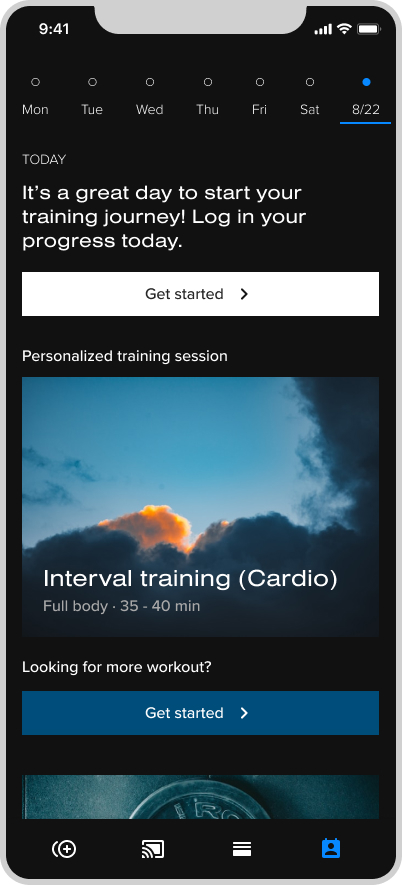 9:41
Mon Tue Wed Thu Fri Sat 8/22
TODAY
It's a great day to start your
training journey! Log in your
progress today.
Get started
Personalized training session
Interval training (Cardio)
Full body · 35 - 40 min
Looking for more workout?
Get started